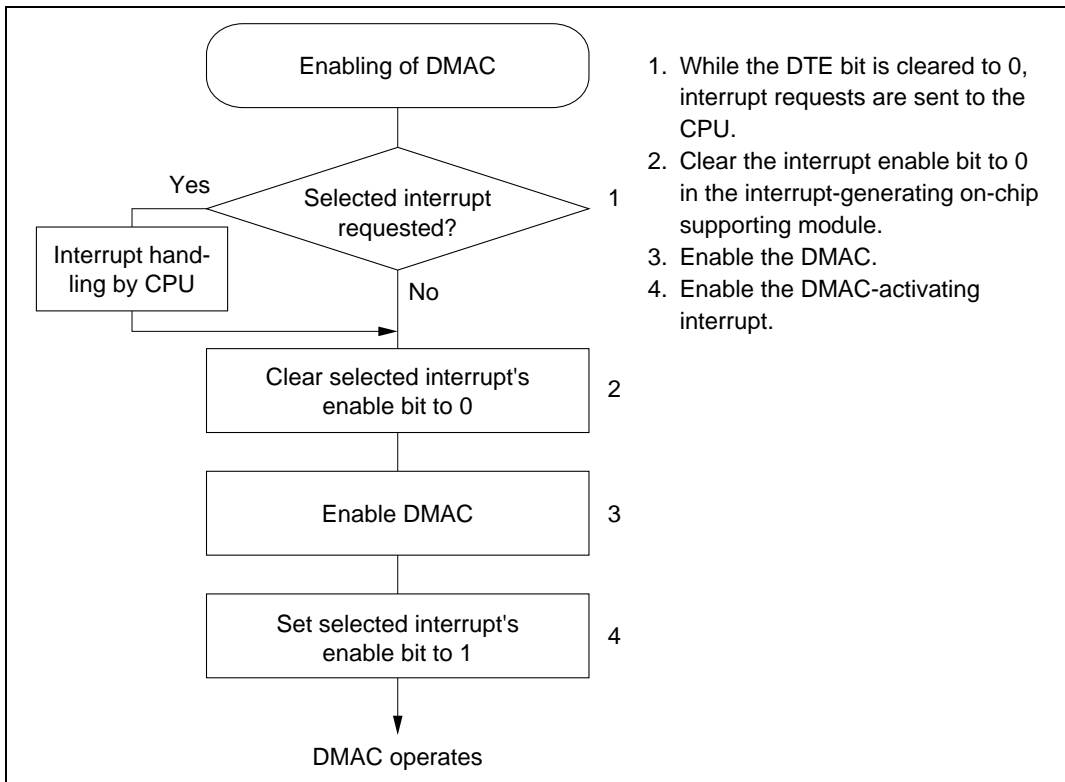 Enabling of DMAC
Yes
Selected interrupt
requested?
1
Interrupt hand-
ling by CPU
No
Clear selected interrupt's
enable bit to 0
2
Enable DMAC
3
Set selected interrupt's
enable bit to 1
4
DMAC operates
1. While the DTE bit is cleared to 0,
interrupt requests are sent to the
CPU.
2. Clear the interrupt enable bit to 0
in the interrupt-generating on-chip
supporting module.
3. Enable the DMAC.
4. Enable the DMAC-activating
interrupt.